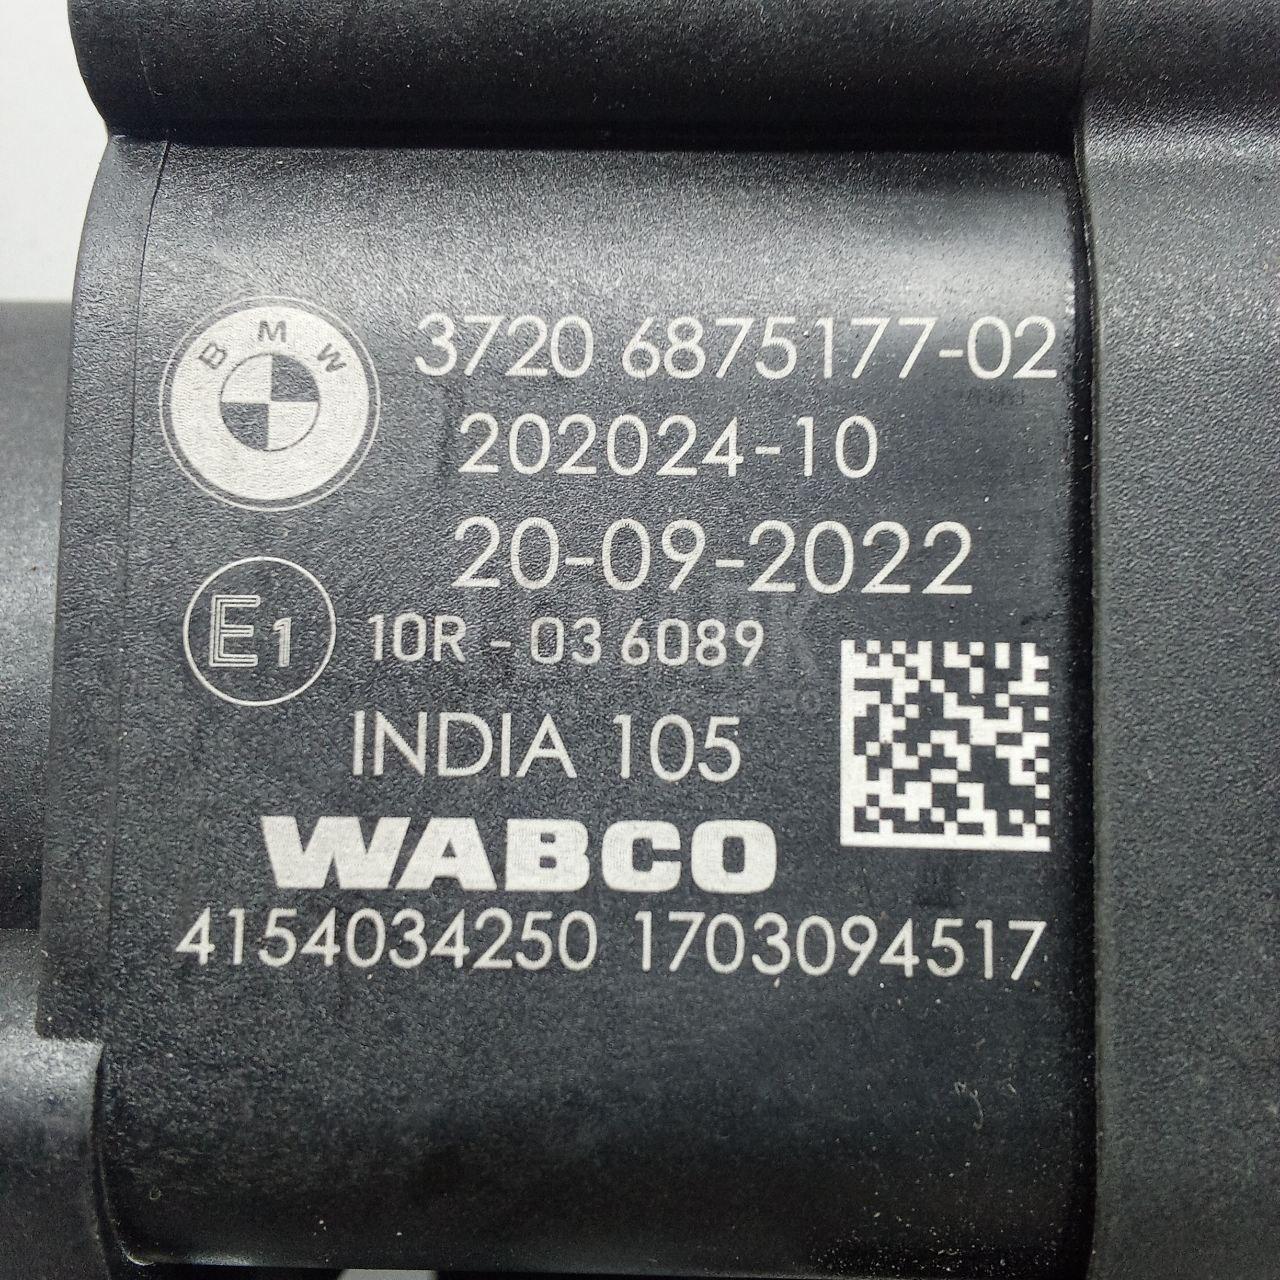 BMW
3720 6875177-02
202024-10
20-09-2022
E1 10R - 03 6089
INDIA 105
WABCO
4154034250 1703094517